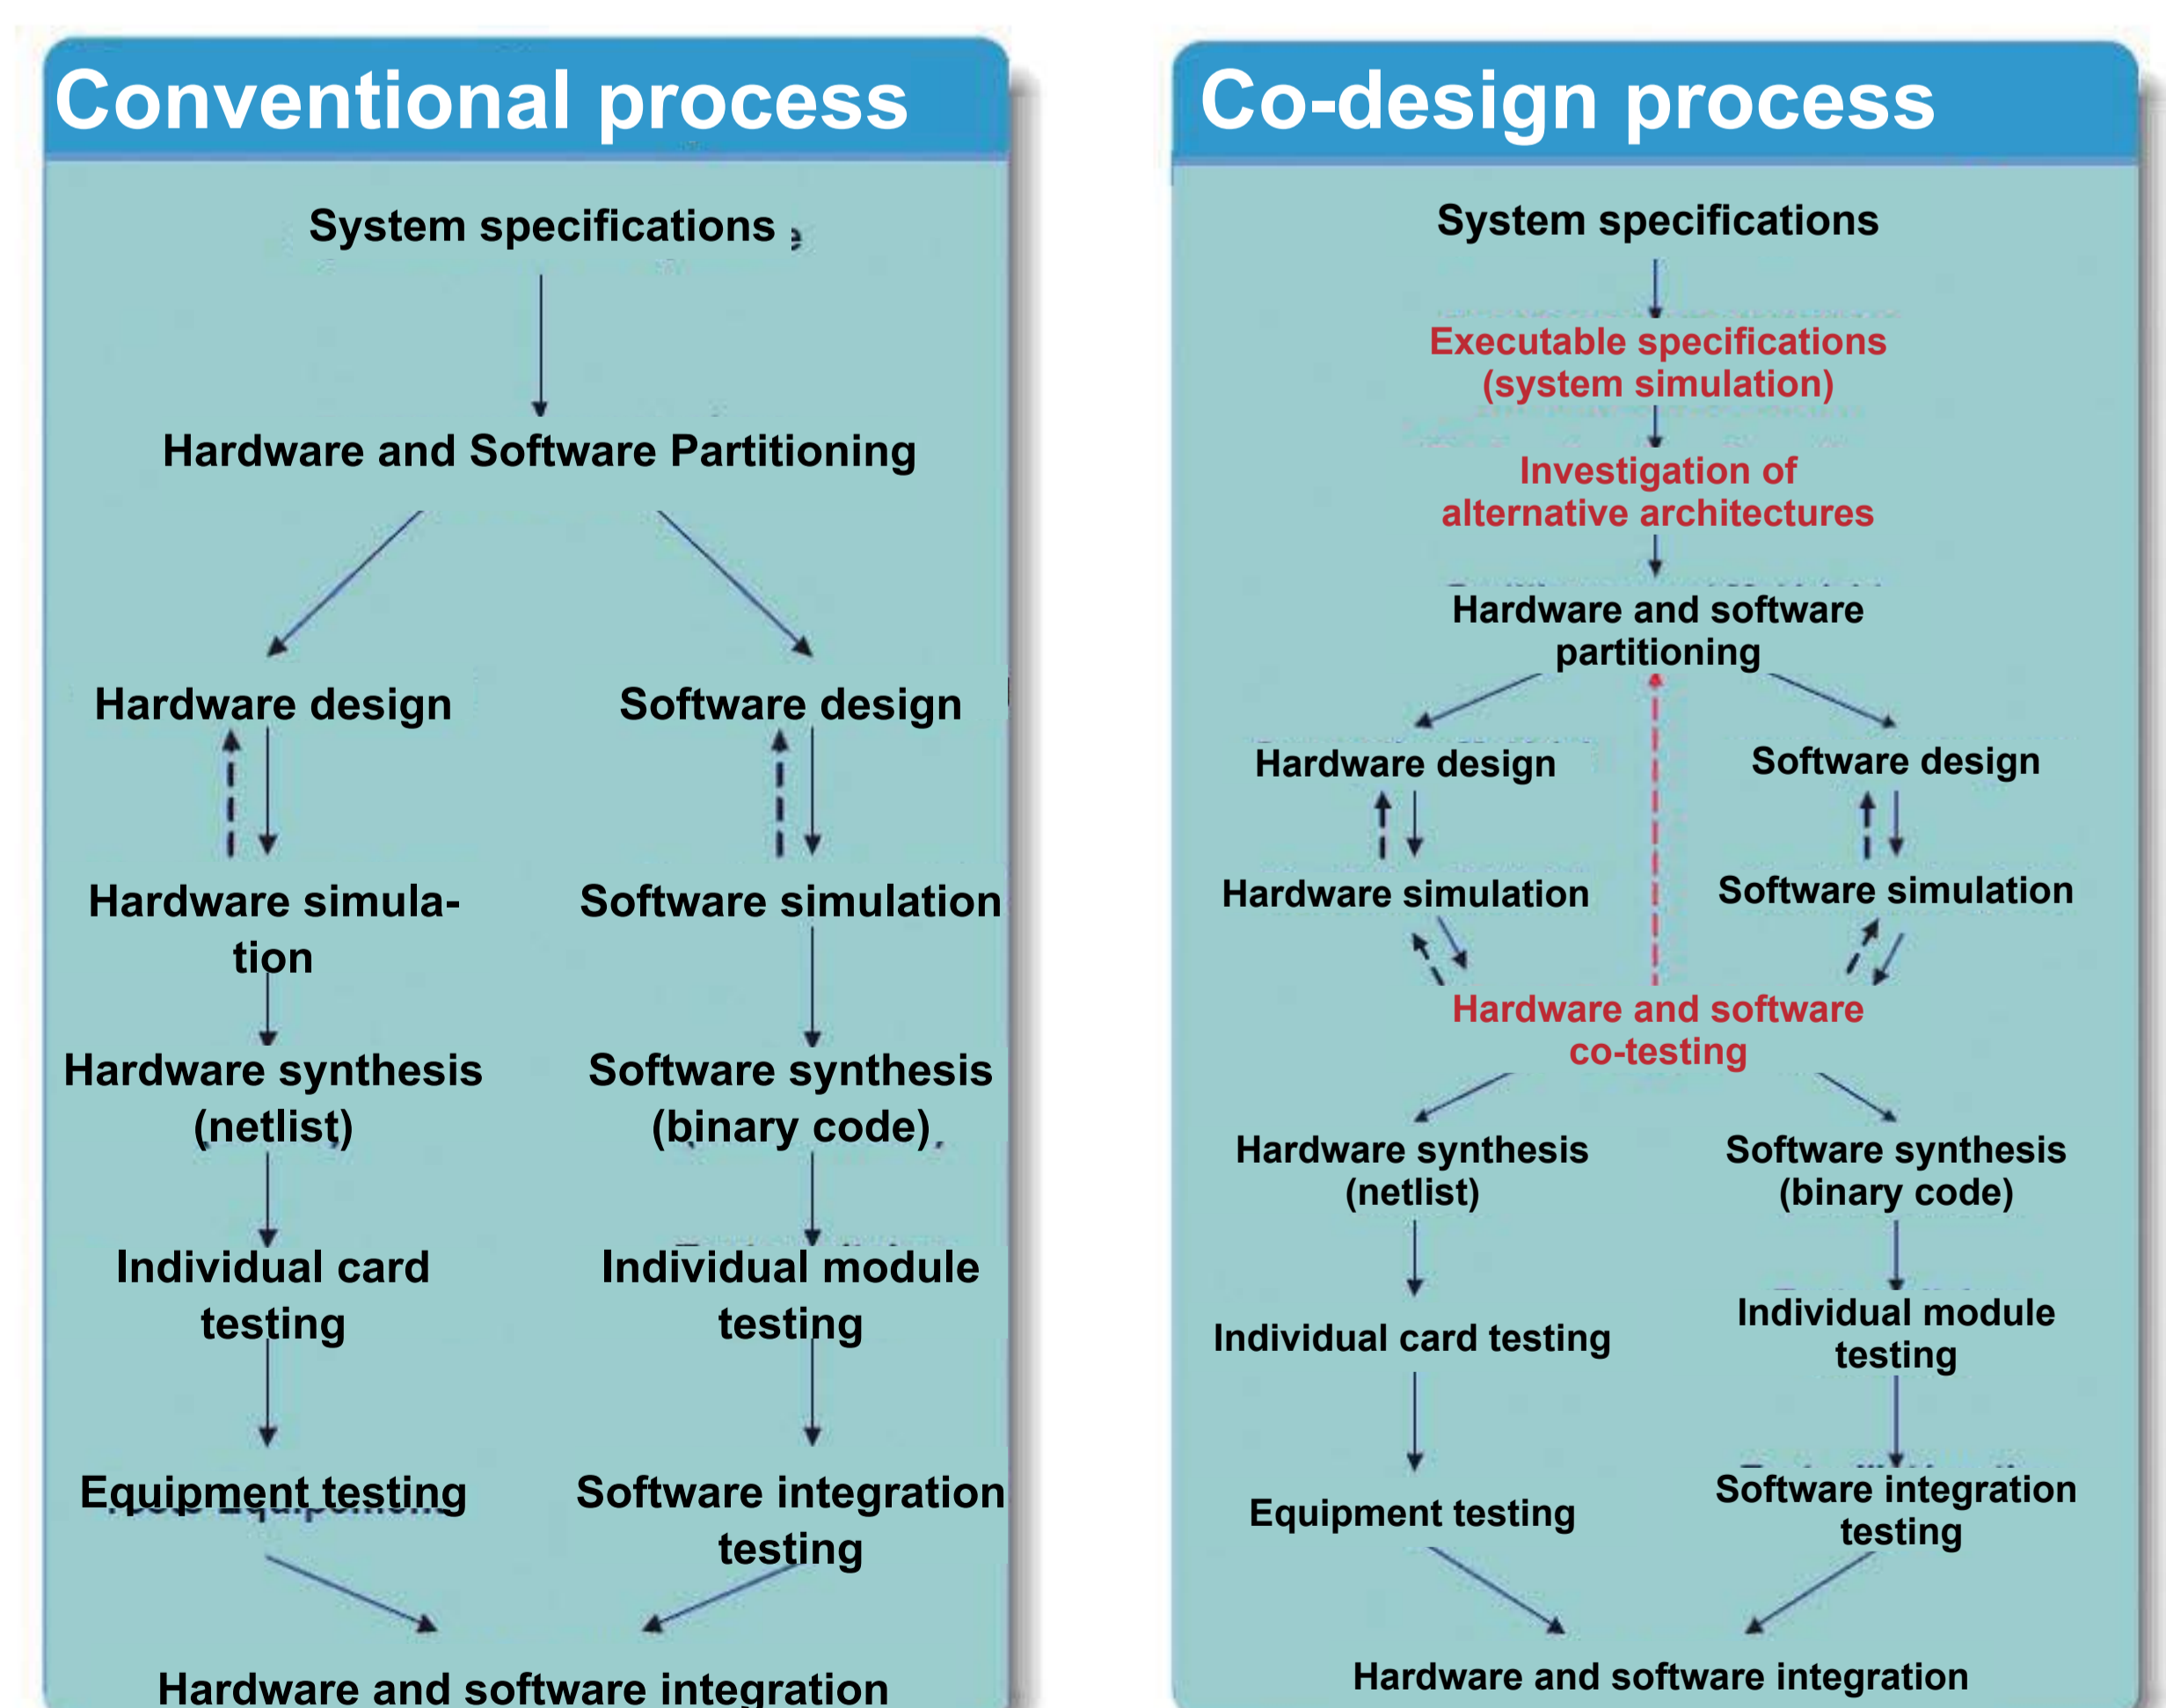 Conventional process
System specifications
Hardware and Software Partitioning
Hardware design
Software design
Hardware simula-
tion
Software simulation
Hardware synthesis
(netlist)
Software synthesis
(binary code)
Individual card
testing
Individual module
testing
Equipment testing
Software integration
testing
Hardware and software integration
Co-design process
System specifications
Executable specifications
(system simulation)
Investigation of
alternative architectures
Hardware and software
partitioning
Hardware design
Software design
Hardware simulation
Software simulation
Hardware and software
co-testing
Hardware synthesis
(netlist)
Software synthesis
(binary code)
Individual card testing
Individual module
testing
Equipment testing
Software integration
testing
Hardware and software integration